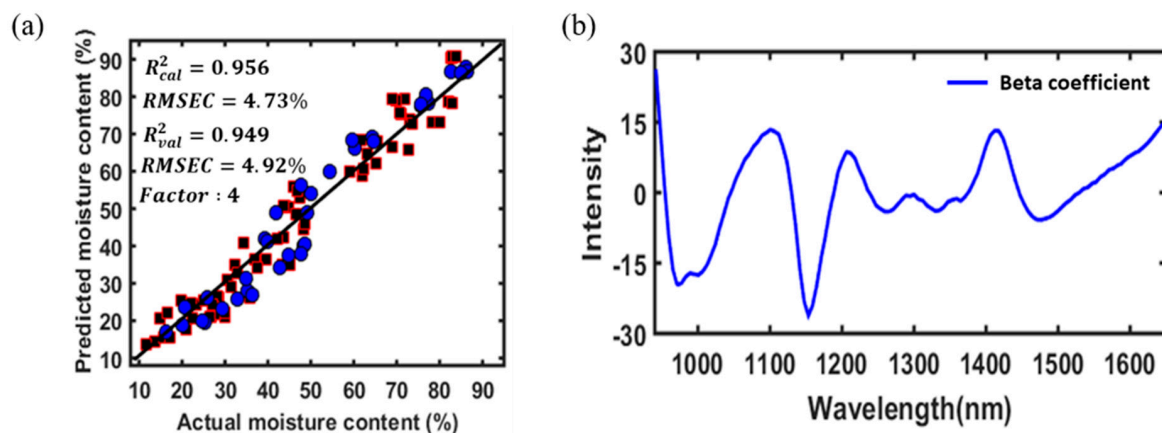 (a)
Predicted moisture content (%)
90
80
70
60
50
40
30
20
10
R²cal = 0.956
RMSEC = 4.73%
R²val = 0.949
RMSEC = 4.92%
Factor : 4
10 20 30 40 50 60 70 80 90
Actual moisture content (%)
(b)
Intensity
30
15
0
-15
-30
Beta coefficient
1000 1100 1200 1300 1400 1500 1600
Wavelength(nm)